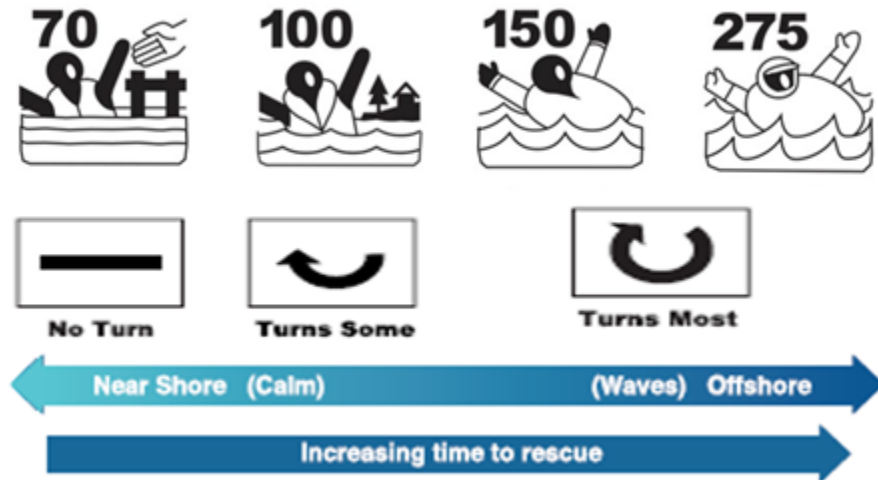 70 100 150 275
No Turn Turns Some Turns Most
Near Shore (Calm) (Waves) Offshore
Increasing time to rescue